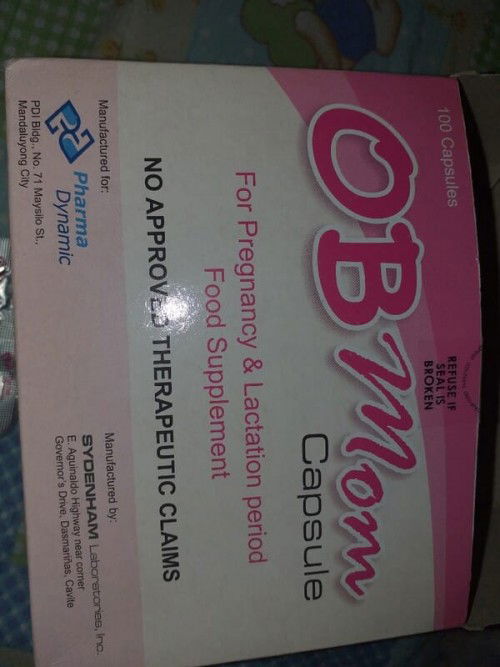 100 Capsules
REFUSE IF
SEAL IS
BROKEN
OB Mom
Capsule
For Pregnancy & Lactation period
Food Supplement
NO APPROVED THERAPEUTIC CLAIMS
Manufactured for:
Pharma
Dynamic
PDI Bldg., No. 71 Maysilo St.,
Mandaluyong City
Manufactured by:
SYDENHAM Laboratories, Inc.
E. Aguinaldo Highway near corner
Governor's Drive, Dasmariñas, Cavite